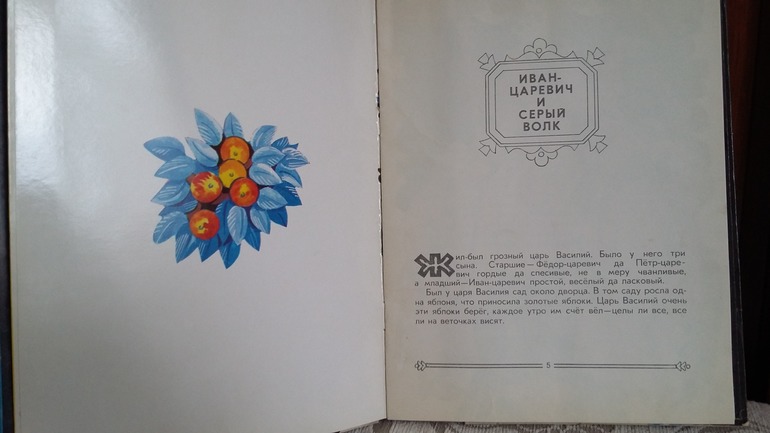 ИВАН-
ЦАРЕВИЧ
И
СЕРЫЙ
ВОЛК
Жил-был грозный царь Василий. Было у него три
сына. Старшие — Фёдор-царевич да Пётр-царе-
вич гордые да спесивые, не в меру чванливые,
а младший — Иван-царевич простой, весёлый да ласковый.
Был у царя Василия сад около дворца. В том саду росла од-
на яблоня, что приносила золотые яблоки. Царь Василий очень
эти яблоки берёг, каждое утро им счёт вёл — целы ли все, все
ли на веточках висят.
5